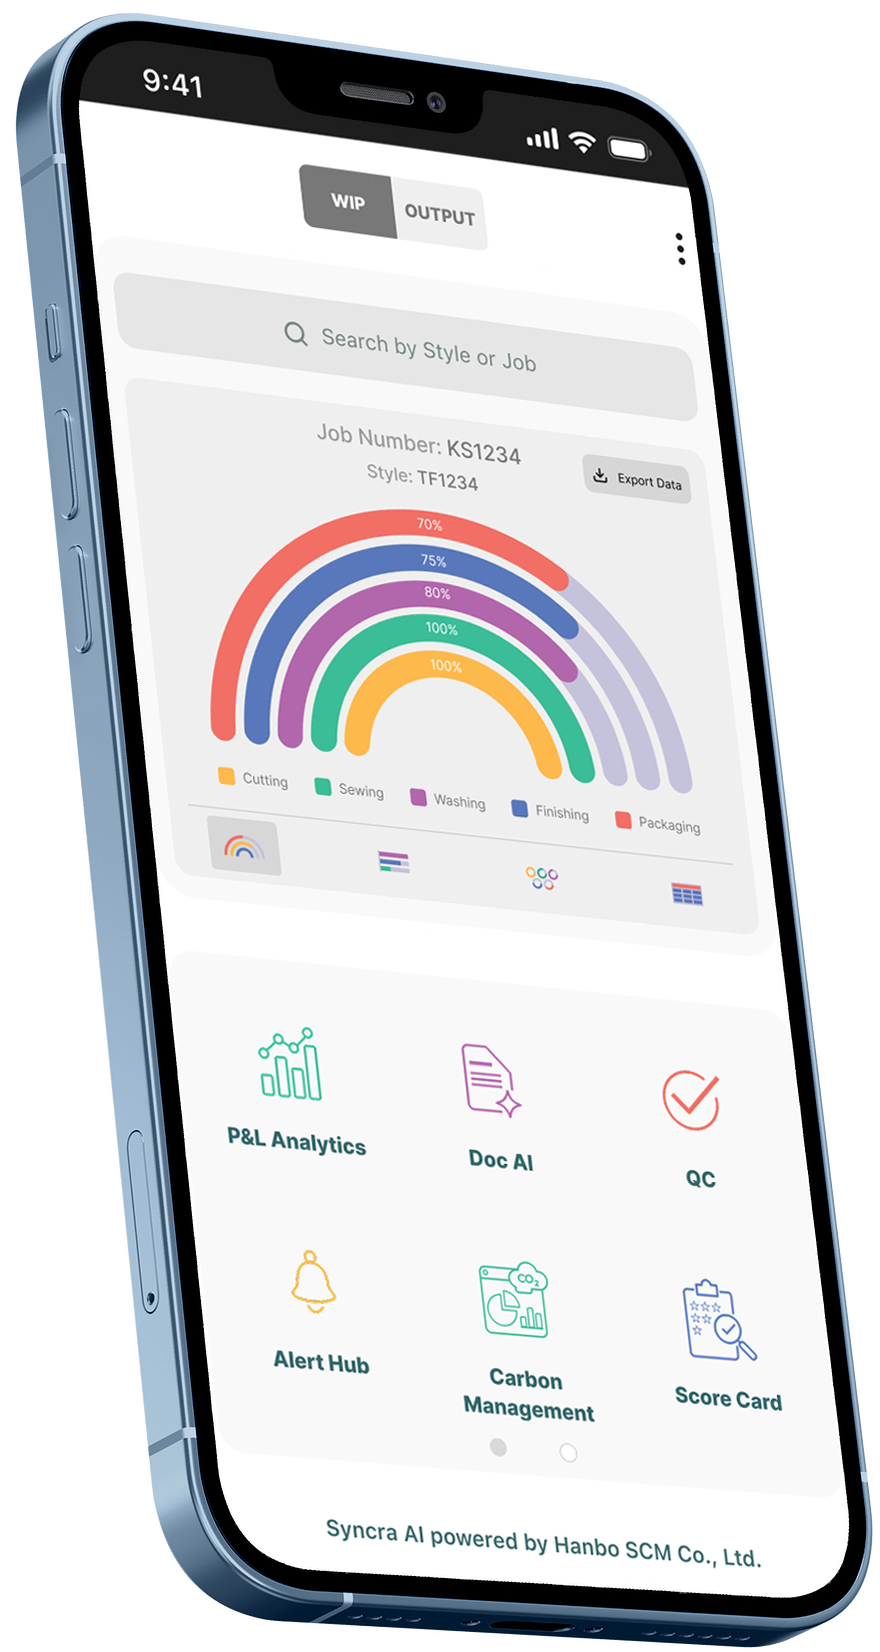 9:41
WIP
OUTPUT
Search by Style or Job
Job Number: KS1234
Style: TF1234
Export Data
70%
75%
80%
100%
100%
Cutting
Sewing
Washing
Finishing
Packaging
P&L Analytics
Doc AI
QC
CO₂
Alert Hub
Carbon
Management
Score Card
Syncra AI powered by Hanbo SCM Co., Ltd.